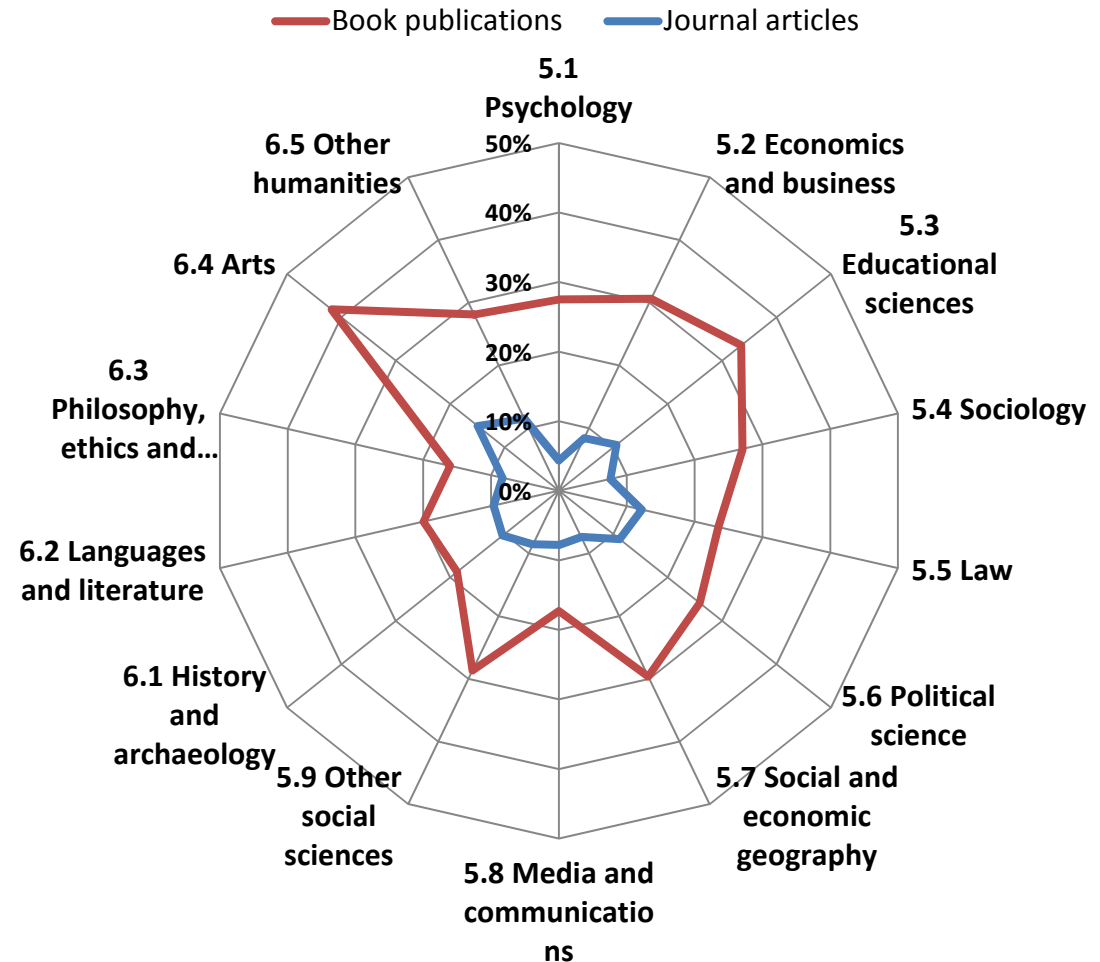 Book publications
Journal articles
5.1
Psychology
50%
40%
30%
20%
10%
0%
5.2 Economics
and business
5.3
Educational
sciences
5.4 Sociology
5.5 Law
5.6 Political
science
5.7 Social and
economic
geography
5.8 Media and
communicatio
ns
5.9 Other
social
sciences
6.1 History
and
archaeology
6.2 Languages
and literature
6.3
Philosophy,
ethics and…
6.4 Arts
6.5 Other
humanities